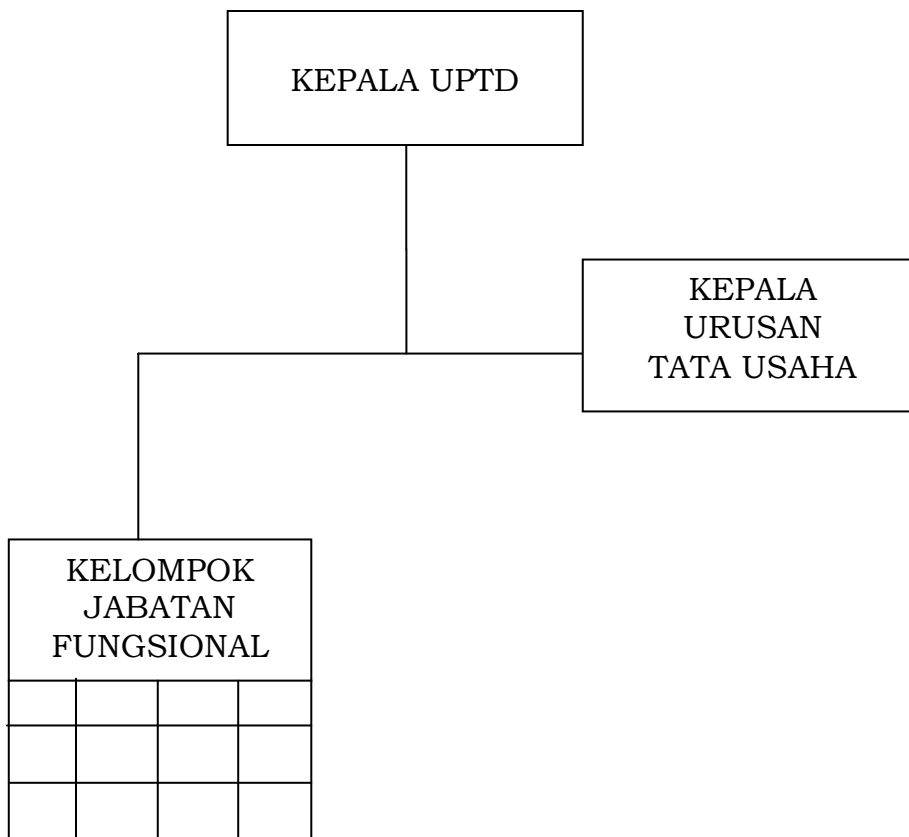 KEPALA UPTD
KEPALA
URUSAN
TATA USAHA
KELOMPOK
JABATAN
FUNGSIONAL